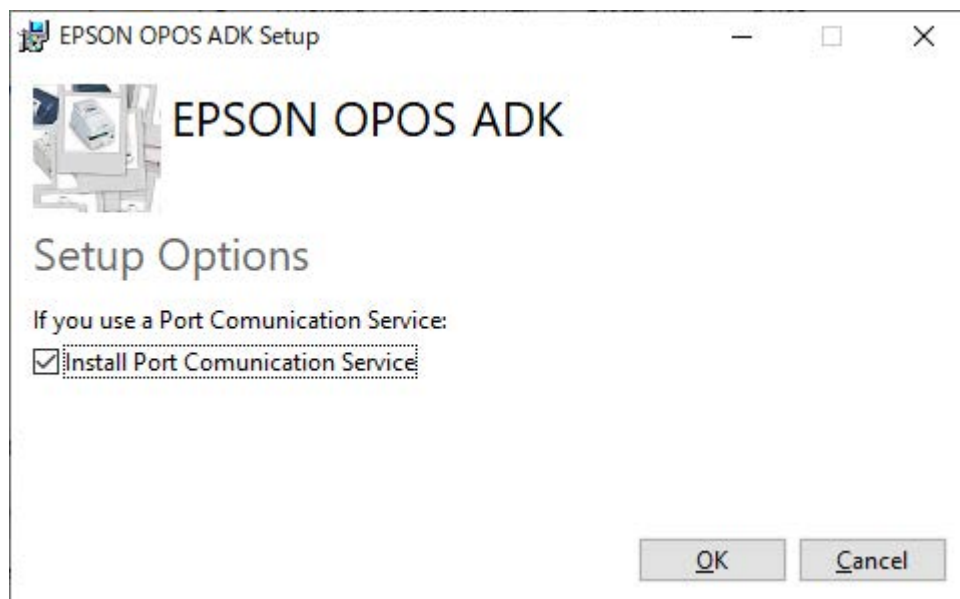 EPSON OPOS ADK Setup
EPSON OPOS ADK
Setup Options
If you use a Port Comunication Service:
Install Port Comunication Service
OK
Cancel